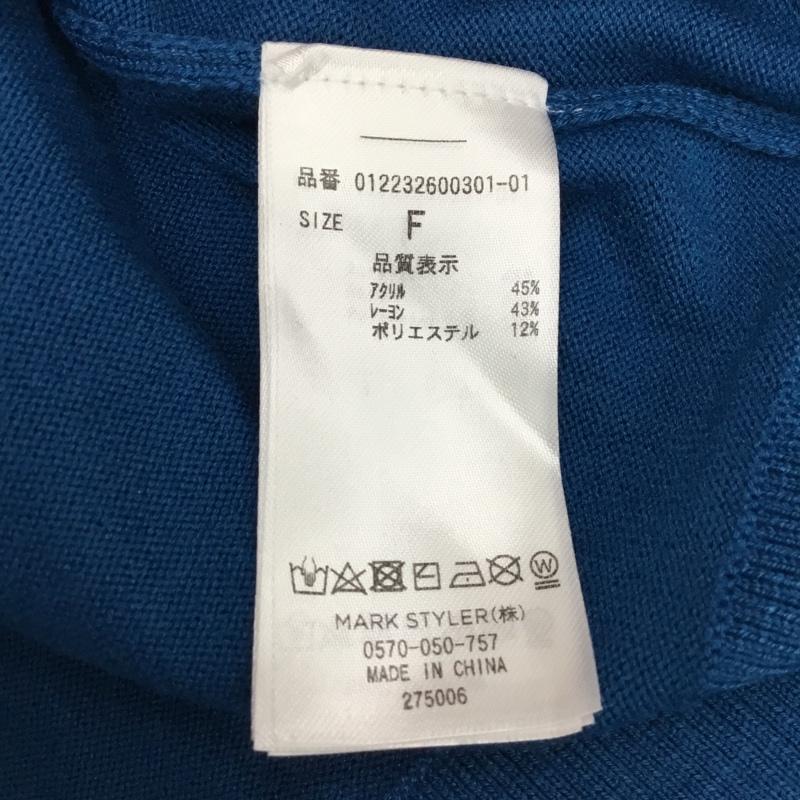 品番 012232600301-01
SIZE F
品質表示
ｱｸﾘﾙ 45%
ﾚｰﾖﾝ 43%
ポリエステル 12%
W
MARK STYLER(株)
0570-050-757
MADE IN CHINA
275006